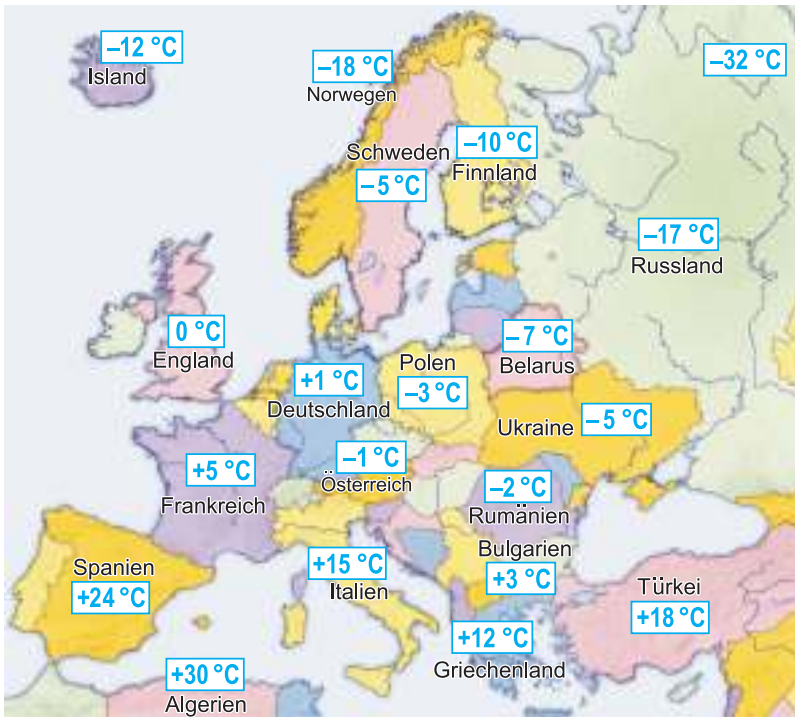 –12 °C
Island
–18 °C
Norwegen
–32 °C
Schweden
–5 °C
–10 °C
Finnland
–17 °C
Russland
0 °C
England
+1 °C
Deutschland
Polen
–3 °C
–7 °C
Belarus
Ukraine –5 °C
+5 °C
Frankreich
–1 °C
Österreich
–2 °C
Rumänien
Bulgarien
+3 °C
Spanien
+24 °C
+15 °C
Italien
Türkei
+18 °C
+12 °C
Griechenland
+30 °C
Algerien